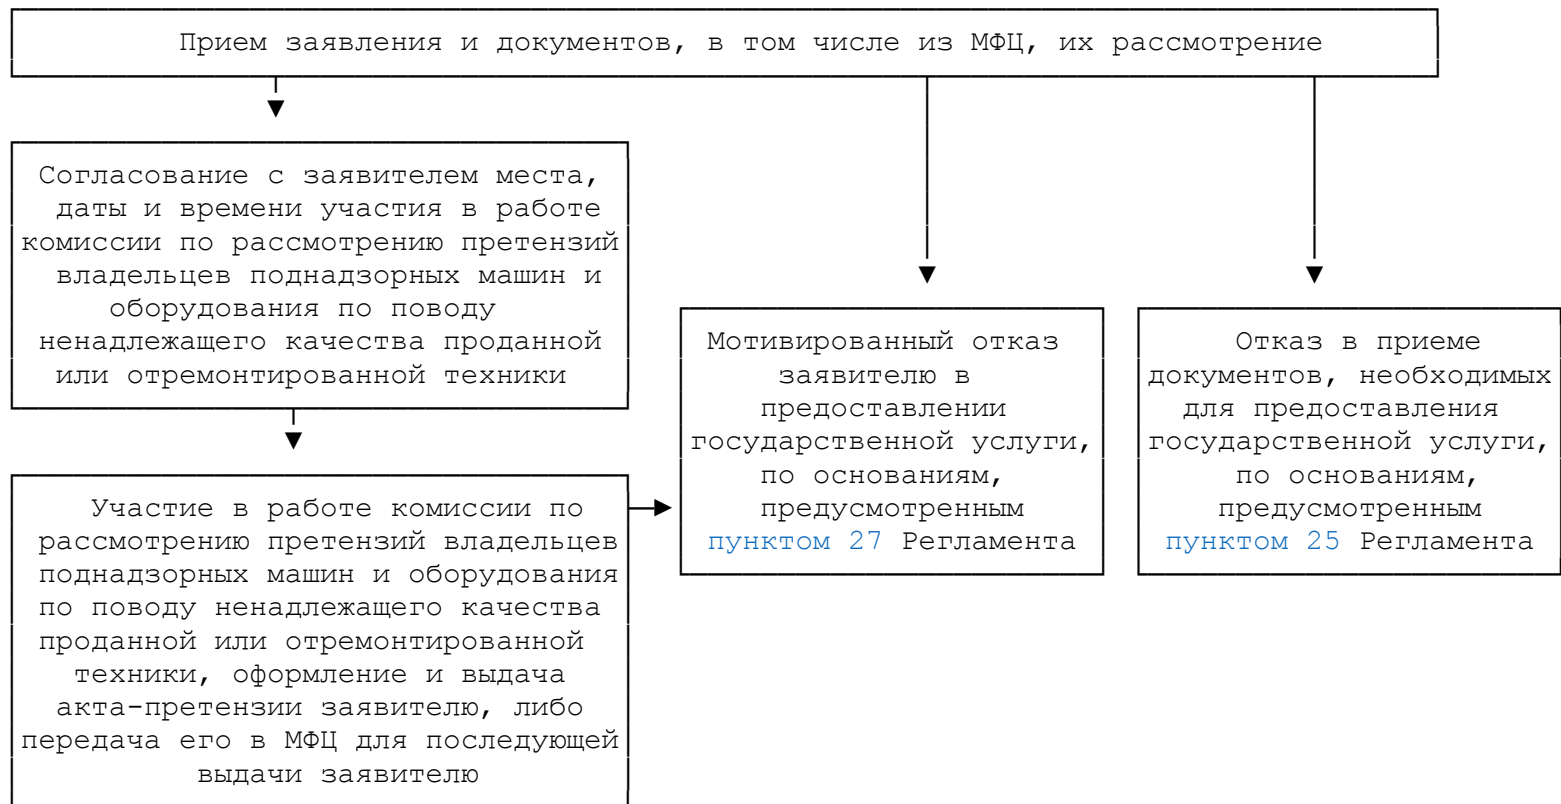 Прием заявления и документов, в том числе из МФЦ, их рассмотрение
Согласование с заявителем места,
даты и времени участия в работе
комиссии по рассмотрению претензий
владельцев поднадзорных машин и
оборудования по поводу
ненадлежащего качества проданной
или отремонтированной техники
Участие в работе комиссии по
рассмотрению претензий владельцев
поднадзорных машин и оборудования
по поводу ненадлежащего качества
проданной или отремонтированной
техники, оформление и выдача
акта-претензии заявителю, либо
передача его в МФЦ для последующей
выдачи заявителю
Мотивированный отказ
заявителю в
предоставлении
государственной услуги,
по основаниям,
предусмотренным
пунктом 27 Регламента
Отказ в приеме
документов, необходимых
для предоставления
государственной услуги,
по основаниям,
предусмотренным
пунктом 25 Регламента